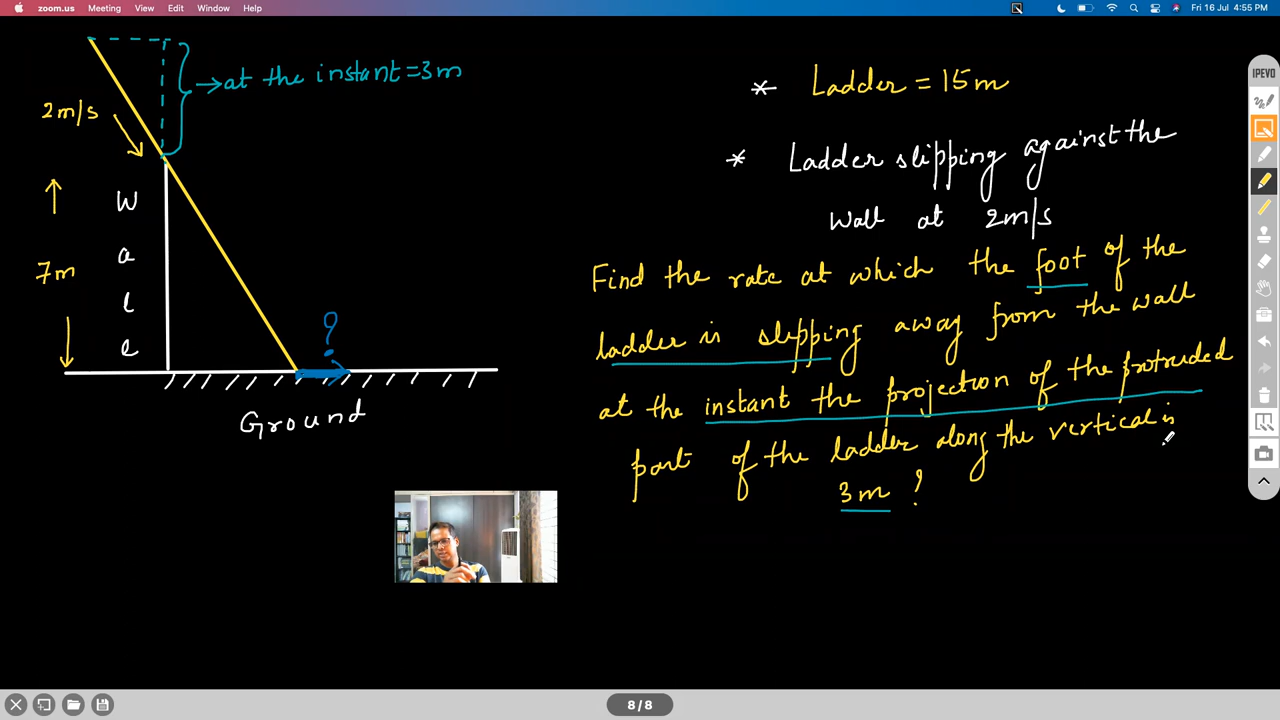 zoom.us Meeting View Edit Window Help
Fri 16 Jul 4:55 PM
IPEVO
→ at the instant = 3m
2m/s
7m
W
a
l
l
?
Ground
* Ladder = 15m
* Ladder slipping against the
Wall at 2m/s
Find the rate at which the foot of the
ladder is slipping away from the wall
at the instant the projection of the protruded
part of the ladder along the vertical is
3m ?
8/8